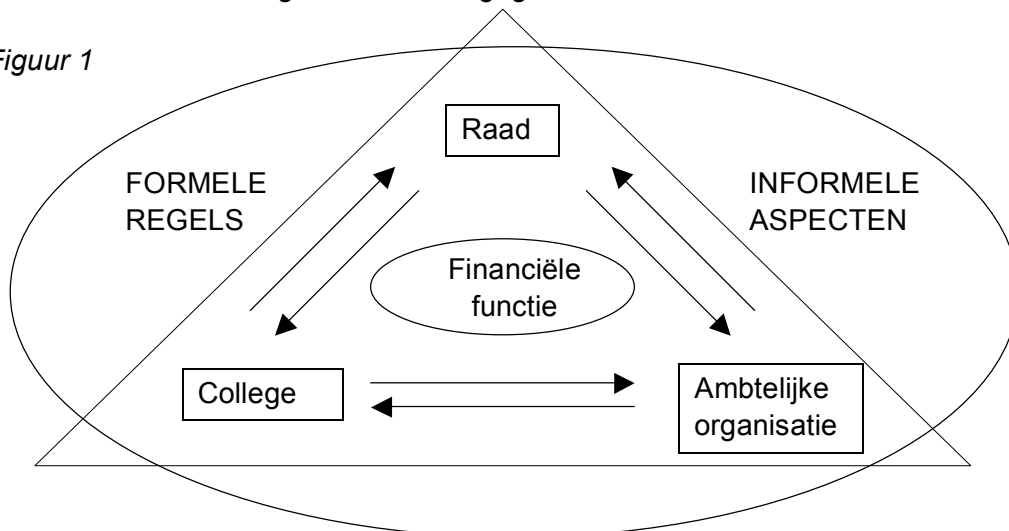 Figuur 1
Raad
FORMELE
REGELS
INFORMELE
ASPECTEN
Financiële
functie
College
Ambtelijke
organisatie